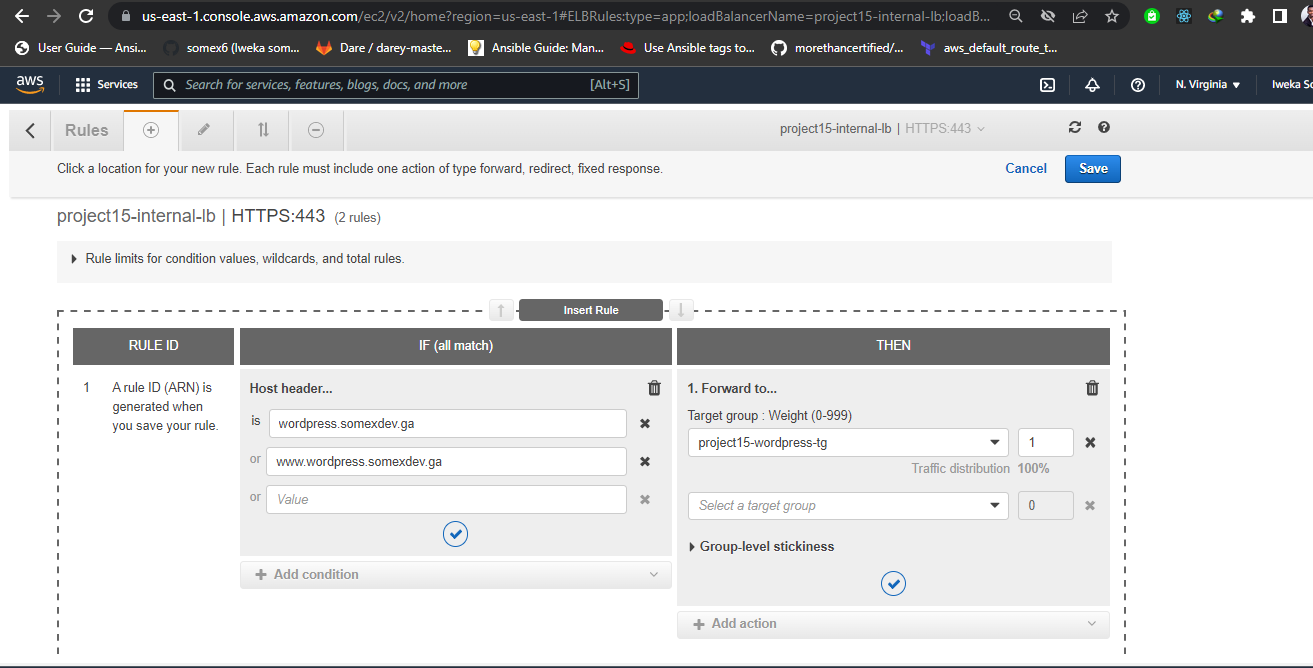 us-east-1.console.aws.amazon.com/ec2/v2/home?region=us-east-1#ELBRules:type=app;loadBalancerName=project15-internal-lb;loadB...
User Guide — Ansi... somex6 (Iweka som... Dare / darey-maste... Ansible Guide: Man... Use Ansible tags to... morethancertified/... aws_default_route_t...
aws Services Search for services, features, blogs, docs, and more [Alt+S] N. Virginia Iweka So
Rules project15-internal-lb | HTTPS:443
Click a location for your new rule. Each rule must include one action of type forward, redirect, fixed response. Cancel Save
project15-internal-lb | HTTPS:443 (2 rules)
Rule limits for condition values, wildcards, and total rules.
Insert Rule
RULE ID IF (all match) THEN
1 A rule ID (ARN) is
generated when
you save your rule.
Host header...
is wordpress.somexdev.ga
or www.wordpress.somexdev.ga
or Value
Add condition
1. Forward to...
Target group : Weight (0-999)
project15-wordpress-tg 1
Traffic distribution 100%
Select a target group 0
Group-level stickiness
Add action